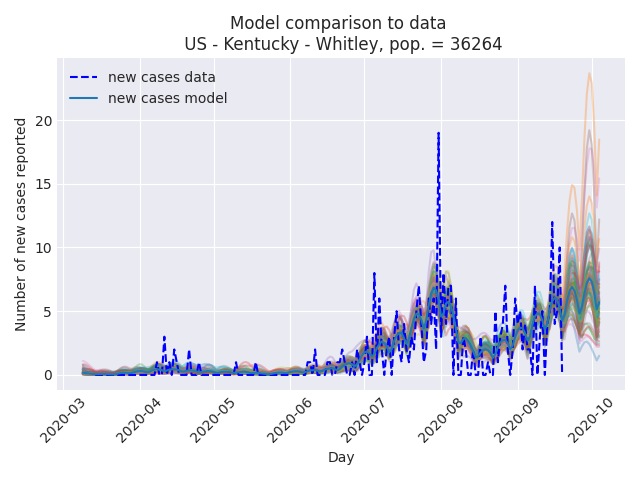 Model comparison to data
US - Kentucky - Whitley, pop. = 36264
new cases data
new cases model
Number of new cases reported
20
15
10
5
0
2020-03
2020-04
2020-05
2020-06
2020-07
2020-08
2020-09
2020-10
Day